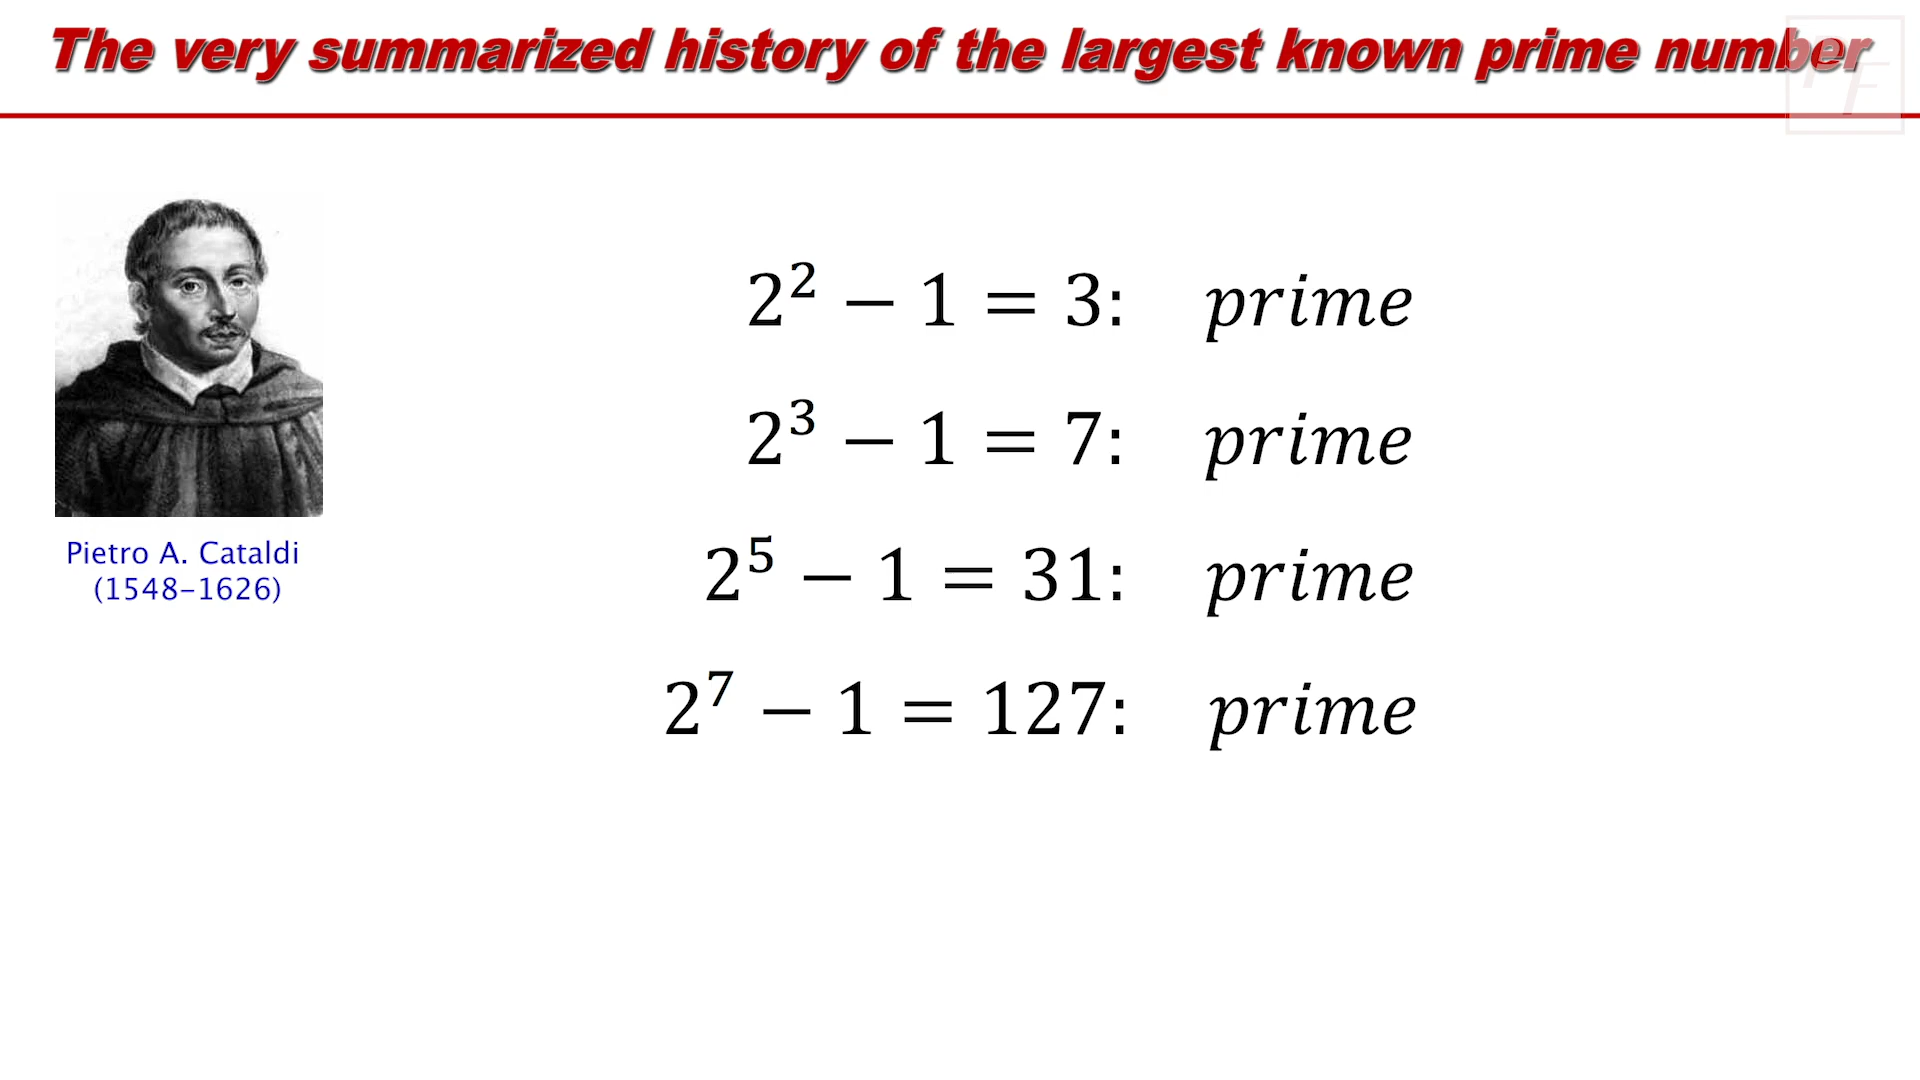 The very summarized history of the largest known prime number
2² − 1 = 3: prime
2³ − 1 = 7: prime
2⁵ − 1 = 31: prime
2⁷ − 1 = 127: prime
Pietro A. Cataldi
(1548–1626)